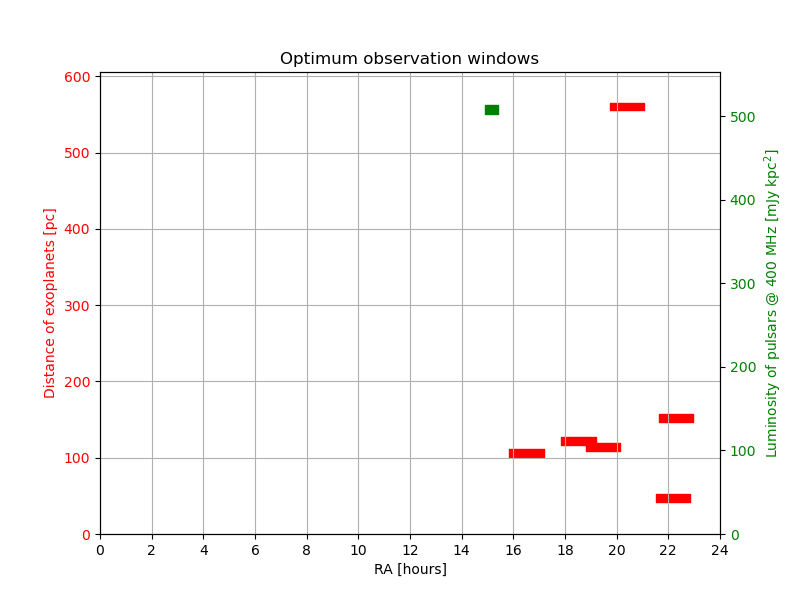 Optimum observation windows
Distance of exoplanets [pc]
600
500
400
300
200
100
0
500
400
300
200
100
0
Luminosity of pulsars @ 400 MHz [mJy kpc²]
0 2 4 6 8 10 12 14 16 18 20 22 24
RA [hours]